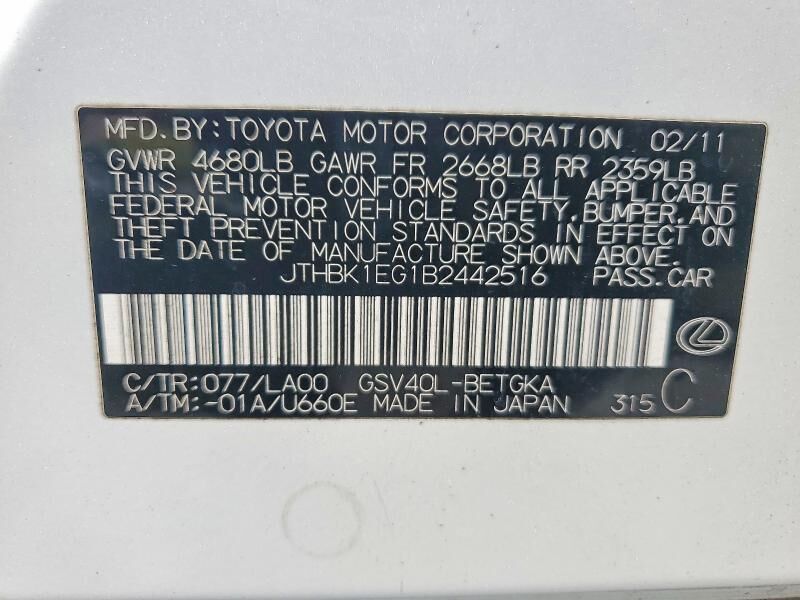 MFD. BY: TOYOTA MOTOR CORPORATION 02/11
GVWR 4680LB GAWR FR 2668LB RR 2359LB
THIS VEHICLE CONFORMS TO ALL APPLICABLE
FEDERAL MOTOR VEHICLE SAFETY, BUMPER, AND
THEFT PREVENTION STANDARDS IN EFFECT ON
THE DATE OF MANUFACTURE SHOWN ABOVE.
JTHBK1EG1B2442516 PASS.CAR
C/TR: 077/LA00 GSV40L-BETGKA
A/TM: -01A/U660E MADE IN JAPAN 315 C